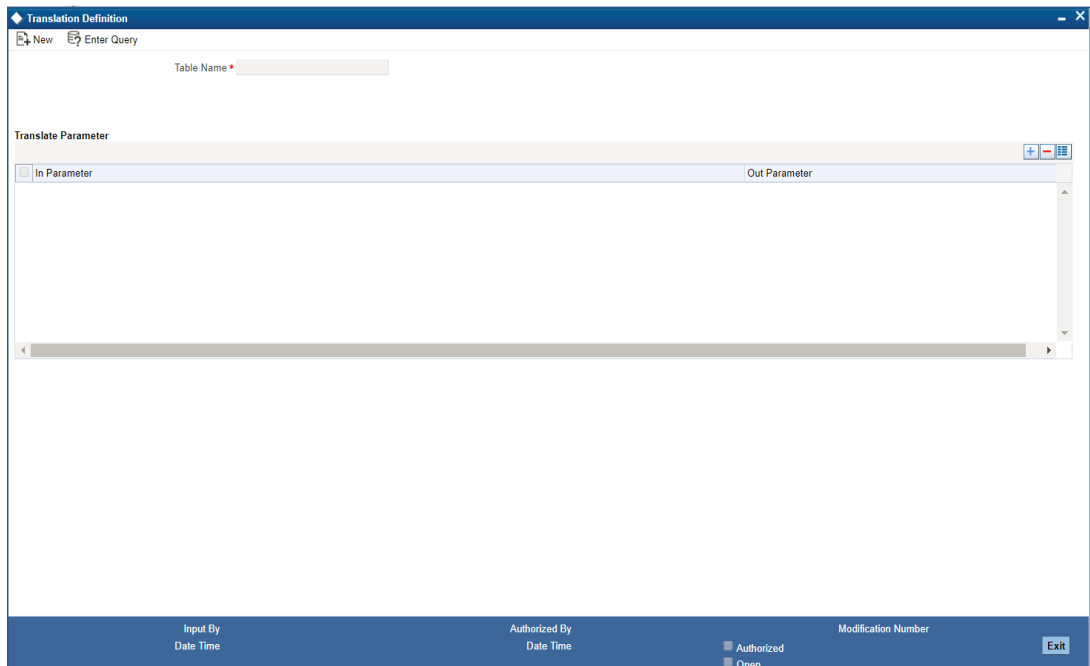 Translation Definition
New Enter Query
Table Name *
Translate Parameter
In Parameter Out Parameter
Input By Authorized By Modification Number
Date Time Date Time Authorized Exit
Open